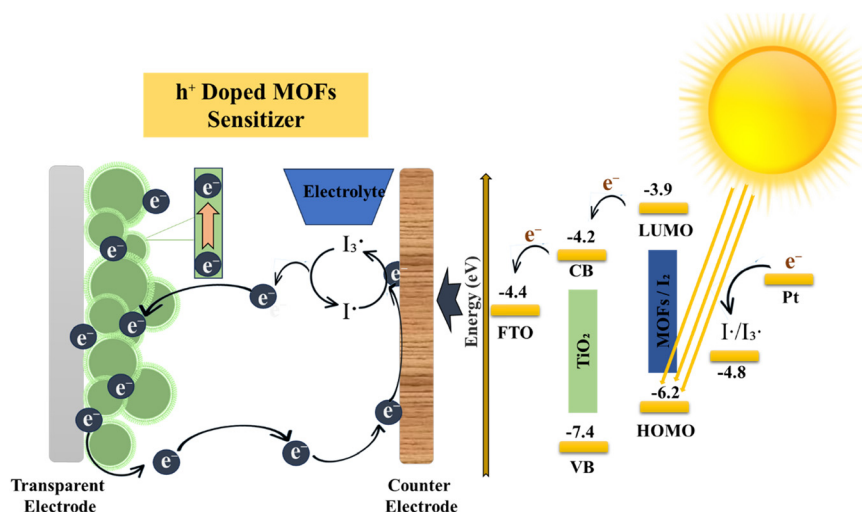 h⁺ Doped MOFs
Sensitizer
e⁻
e⁻
e⁻
e⁻
e⁻
e⁻
e⁻
e⁻
e⁻
e⁻
e⁻
e⁻
e⁻
e⁻
Electrolyte
I₃·
I·
Transparent
Electrode
Counter
Electrode
Energy (eV)
-4.4
FTO
e⁻
-4.2
CB
TiO₂
-7.4
VB
e⁻
-3.9
LUMO
MOFs / I₂
-6.2
HOMO
e⁻
Pt
I·/I₃·
-4.8